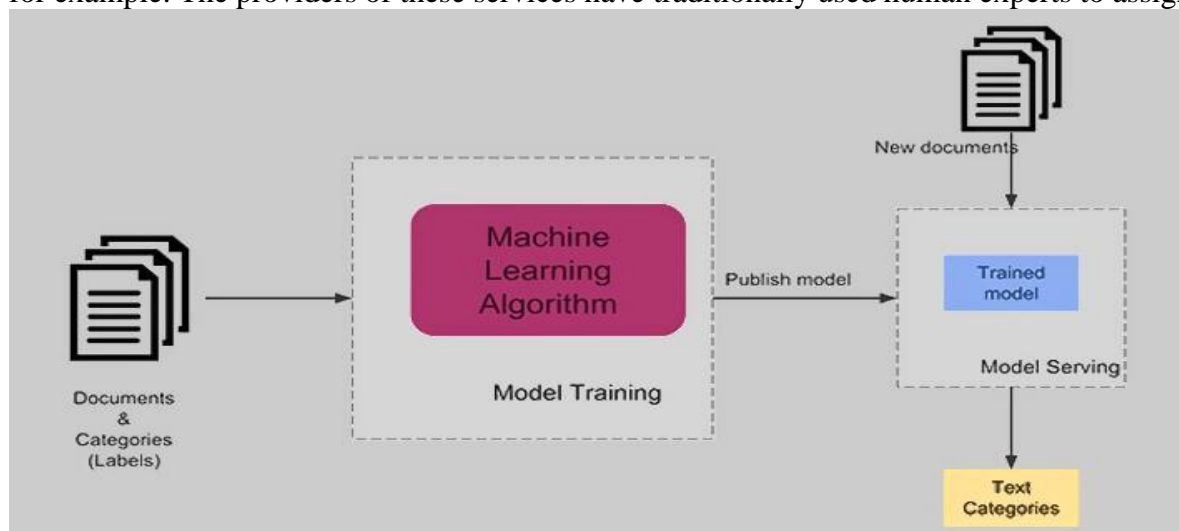 for example. The providers of these services have traditionally used human experts to assign
New documents
Machine
Learning
Algorithm
Trained
model
Publish model
Model Serving
Model Training
Documents
&
Categories
(Labels)
Text
Categories